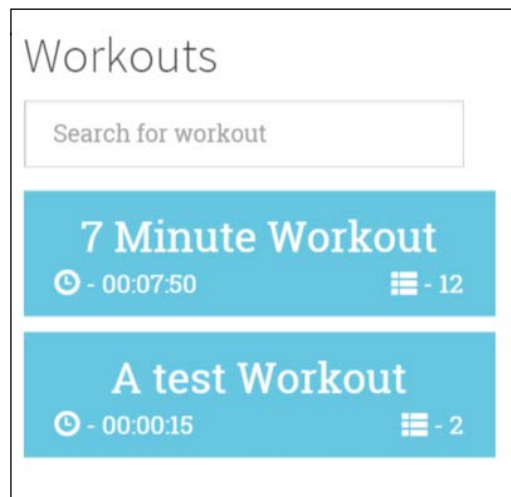 Workouts
Search for workout
7 Minute Workout
- 00:07:50 - 12
A test Workout
- 00:00:15 - 2